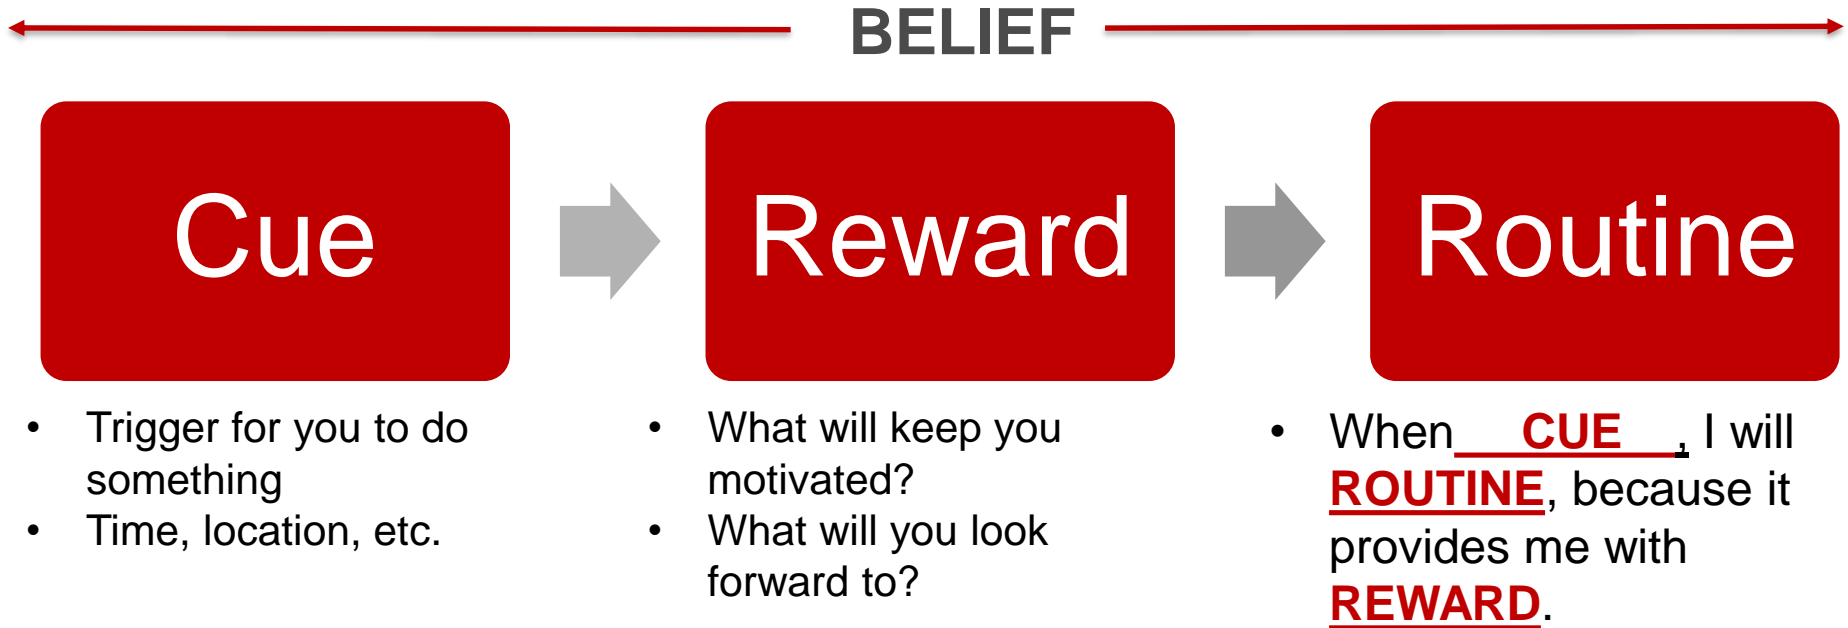 BELIEF
Cue
Reward
Routine
• Trigger for you to do
something
• Time, location, etc.
• What will keep you
motivated?
• What will you look
forward to?
• When CUE , I will
ROUTINE, because it
provides me with
REWARD.